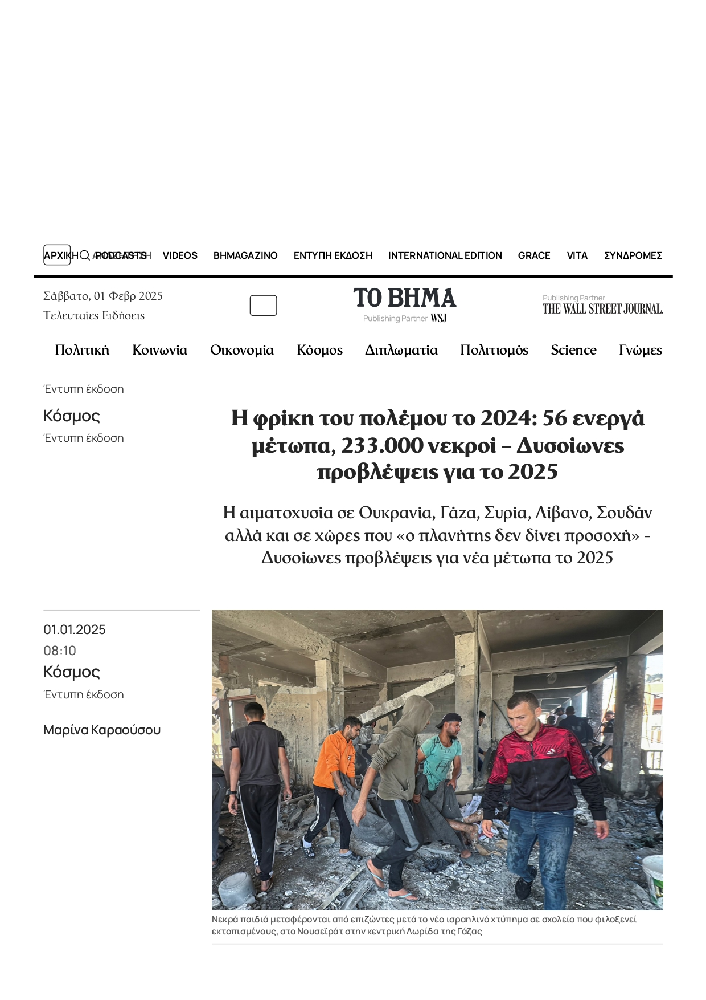 ΑΡΧΙΚΗ PODCASTS VIDEOS BHMAGAZINO ΕΝΤΥΠΗ ΕΚΔΟΣΗ INTERNATIONAL EDITION GRACE VITA ΣΥΝΔΡΟΜΕΣ
Σάββατο, 01 Φεβρ 2025
Τελευταίες Ειδήσεις
ΤΟ ΒΗΜΑ
Publishing Partner WSJ
Publishing Partner
THE WALL STREET JOURNAL.
Πολιτική Κοινωνία Οικονομία Κόσμος Διπλωματία Πολιτισμός Science Γνώμες
Έντυπη έκδοση
Κόσμος
Έντυπη έκδοση
Η φρίκη του πολέμου το 2024: 56 ενεργά
μέτωπα, 233.000 νεκροί – Δυσοίωνες
προβλέψεις για το 2025
Η αιματοχυσία σε Ουκρανία, Γάζα, Συρία, Λίβανο, Σουδάν
αλλά και σε χώρες που «ο πλανήτης δεν δίνει προσοχή» -
Δυσοίωνες προβλέψεις για νέα μέτωπα το 2025
01.01.2025
08:10
Κόσμος
Έντυπη έκδοση
Μαρίνα Καραούσου
Νεκρά παιδιά μεταφέρονται από επιζώντες μετά το νέο ισραηλινό χτύπημα σε σχολείο που φιλοξενεί
εκτοπισμένους, στο Νουσεϊράτ στην κεντρική Λωρίδα της Γάζας